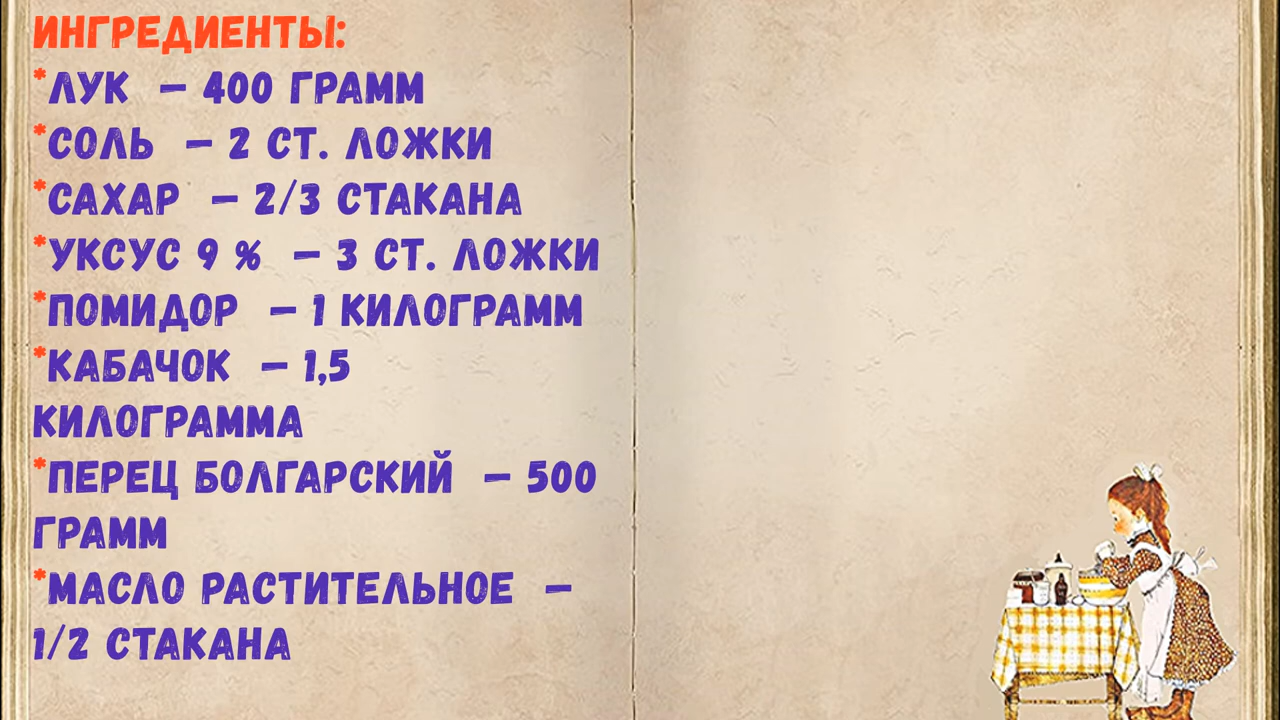 ИНГРЕДИЕНТЫ:
*ЛУК – 400 ГРАММ
*СОЛЬ – 2 СТ. ЛОЖКИ
*САХАР – 2/3 СТАКАНА
*УКСУС 9 % – 3 СТ. ЛОЖКИ
*ПОМИДОР – 1 КИЛОГРАММ
*КАБАЧОК – 1,5
КИЛОГРАММА
*ПЕРЕЦ БОЛГАРСКИЙ – 500
ГРАММ
*МАСЛО РАСТИТЕЛЬНОЕ –
1/2 СТАКАНА